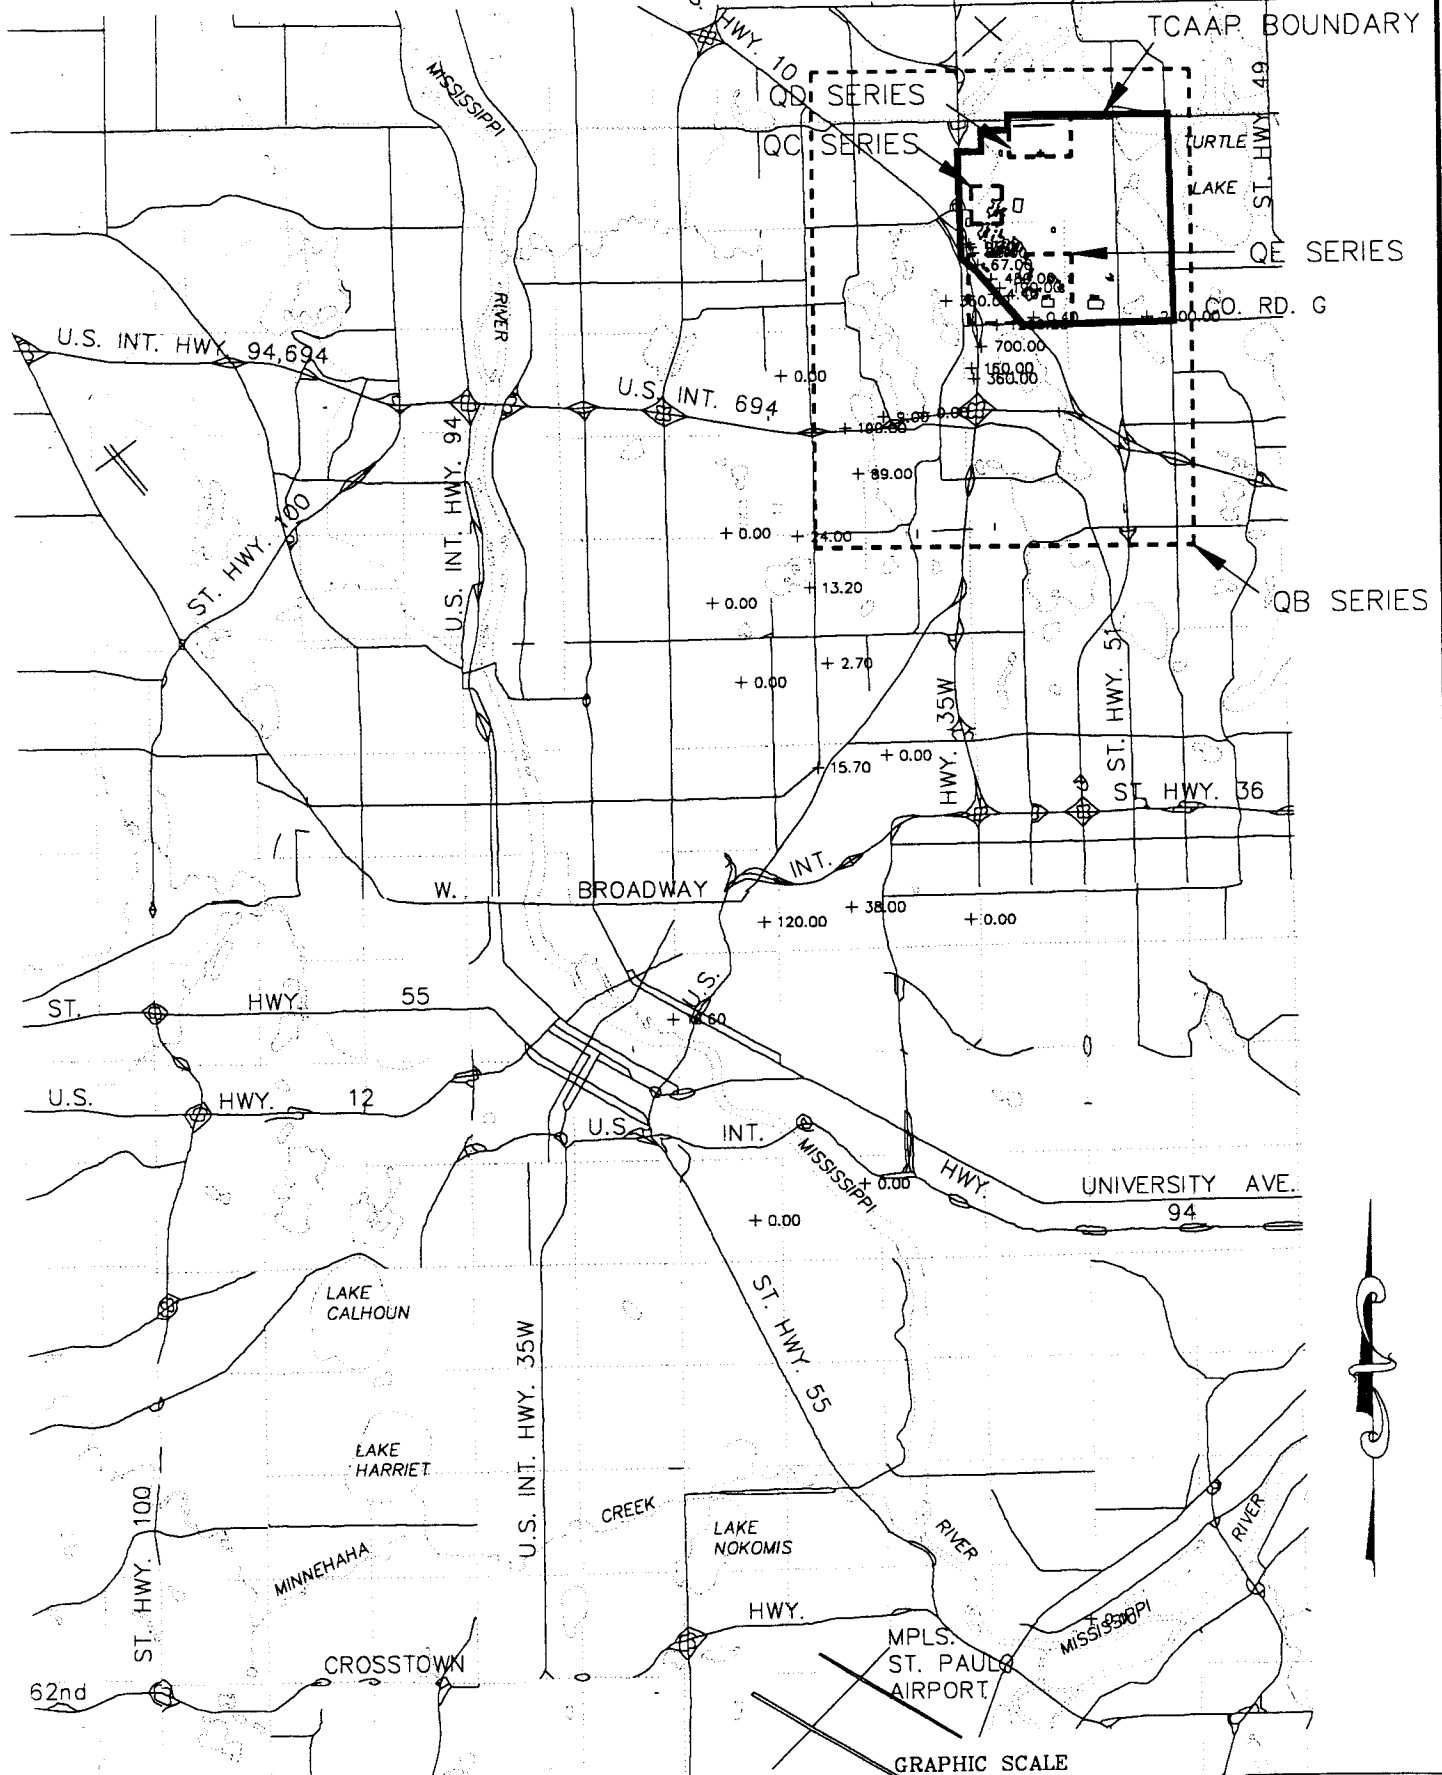 TCAAP BOUNDARY
HWY. 10
QD SERIES
QC SERIES
MISSISSIPPI
ST. HWY 49
TURTLE
LAKE
QE SERIES
67.00
CO. RD. G
RIVER
U.S. INT. HWY 94,694
+ 700.00
+ 0.00
360.00
U.S. INT. 694
U.S. INT. HWY. 94
+ 89.00
ST. HWY. 100
+ 0.00
+ 24.00
+ 13.20
+ 0.00
QB SERIES
+ 2.70
+ 0.00
ST. HWY. 51
HWY. 35W
+ 0.00
+ 15.70
ST. HWY. 36
INT.
W. BROADWAY
+ 120.00
+ 38.00
+ 0.00
U.S.
ST. HWY. 55
U.S. HWY. 12
U.S. INT.
MISSISSIPPI
HWY.
+ 0.00
UNIVERSITY AVE.
94
+ 0.00
LAKE
CALHOUN
ST. HWY. 55
U.S. INT. HWY. 35W
LAKE
HARRIET
CREEK
LAKE
NOKOMIS
RIVER
RIVER
ST. HWY. 100
MINNEHAHA
HWY.
MISSISSIPPI
MPLS.
ST. PAUL
AIRPORT
CROSSTOWN
62nd
GRAPHIC SCALE